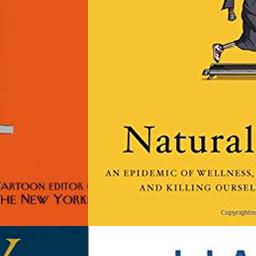 Natural
AN EPIDEMIC OF WELLNESS,
AND KILLING OURSEL
CARTOON EDITOR
THE NEW YORK
Copyrighted